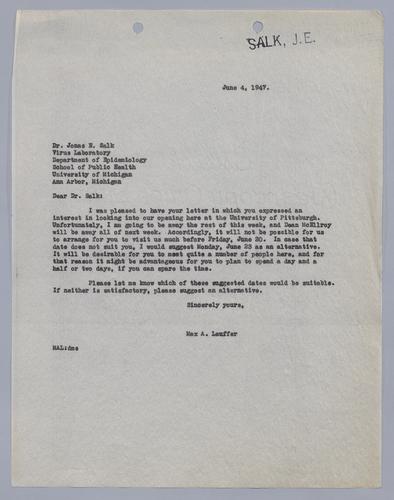 SALK, J.E.
June 4, 1947.
Dr. Jonas E. Salk
Virus Laboratory
Department of Epidemiology
School of Public Health
University of Michigan
Ann Arbor, Michigan
Dear Dr. Salk:
I was pleased to have your letter in which you expressed an
interest in looking into our opening here at the University of Pittsburgh.
Unfortunately, I am going to be away the rest of this week, and Dean McElroy
will be away all of next week. Accordingly, it will not be possible for us
to arrange for you to visit us much before Friday, June 20. In case that
date does not suit you, I would suggest Monday, June 23 as an alternative.
It will be desirable for you to meet quite a number of people here, and for
that reason it might be advantageous for you to plan to spend a day and a
half or two days, if you can spare the time.
Please let me know which of these suggested dates would be suitable.
If neither is satisfactory, please suggest an alternative.
Sincerely yours,
Max A. Lauffer
MAL:dms